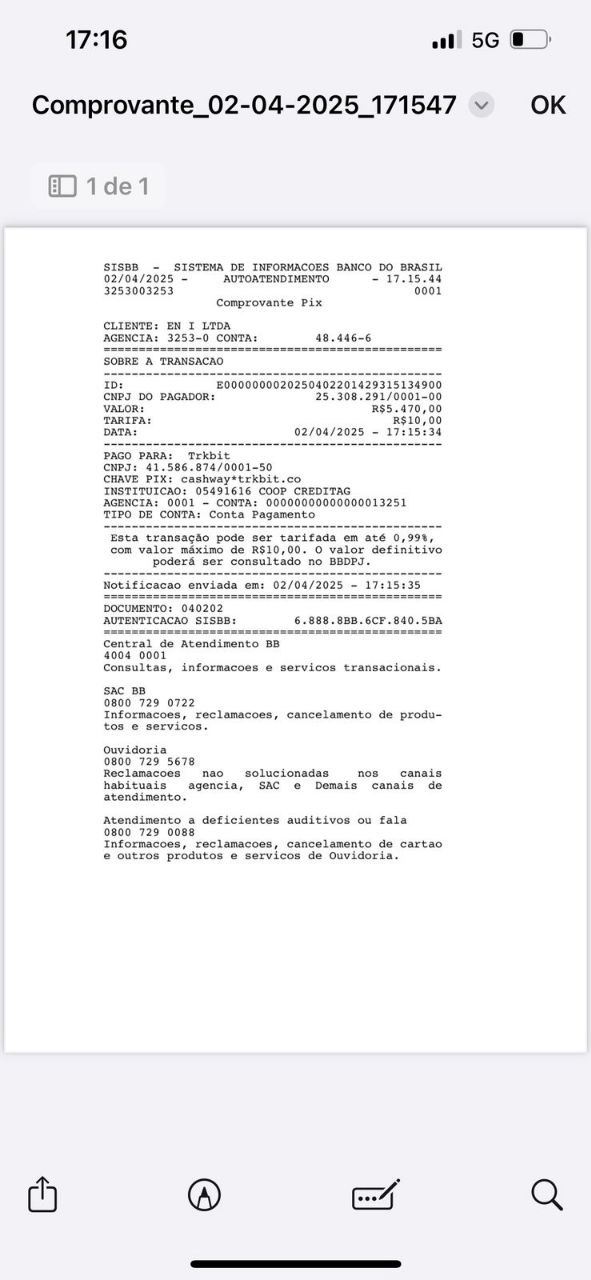 17:16
5G
Comprovante_02-04-2025_171547
OK
1 de 1
SISBB - SISTEMA DE INFORMACOES BANCO DO BRASIL
02/04/2025 - AUTOATENDIMENTO - 17.15.44
3253003253 0001
Comprovante Pix
CLIENTE: EN I LTDA
AGENCIA: 3253-0 CONTA: 48.446-6
================================================
SOBRE A TRANSACAO
------------------------------------------------
ID: E0000000020250402201429315134900
CNPJ DO PAGADOR: 25.308.291/0001-00
VALOR: R$5.470,00
TARIFA: R$10,00
DATA: 02/04/2025 - 17:15:34
------------------------------------------------
PAGO PARA: Trkbit
CNPJ: 41.586.874/0001-50
CHAVE PIX: cashway*trkbit.co
INSTITUICAO: 05491616 COOP CREDITAG
AGENCIA: 0001 - CONTA: 00000000000000013251
TIPO DE CONTA: Conta Pagamento
------------------------------------------------
Esta transação pode ser tarifada em até 0,99%,
com valor máximo de R$10,00. O valor definitivo
poderá ser consultado no BBDPJ.
------------------------------------------------
Notificacao enviada em: 02/04/2025 - 17:15:35
================================================
DOCUMENTO: 040202
AUTENTICACAO SISBB: 6.888.8BB.6CF.840.5BA
================================================
Central de Atendimento BB
4004 0001
Consultas, informacoes e servicos transacionais.
SAC BB
0800 729 0722
Informacoes, reclamacoes, cancelamento de produ-
tos e servicos.
Ouvidoria
0800 729 5678
Reclamacoes nao solucionadas nos canais
habituais agencia, SAC e Demais canais de
atendimento.
Atendimento a deficientes auditivos ou fala
0800 729 0088
Informacoes, reclamacoes, cancelamento de cartao
e outros produtos e servicos de Ouvidoria.